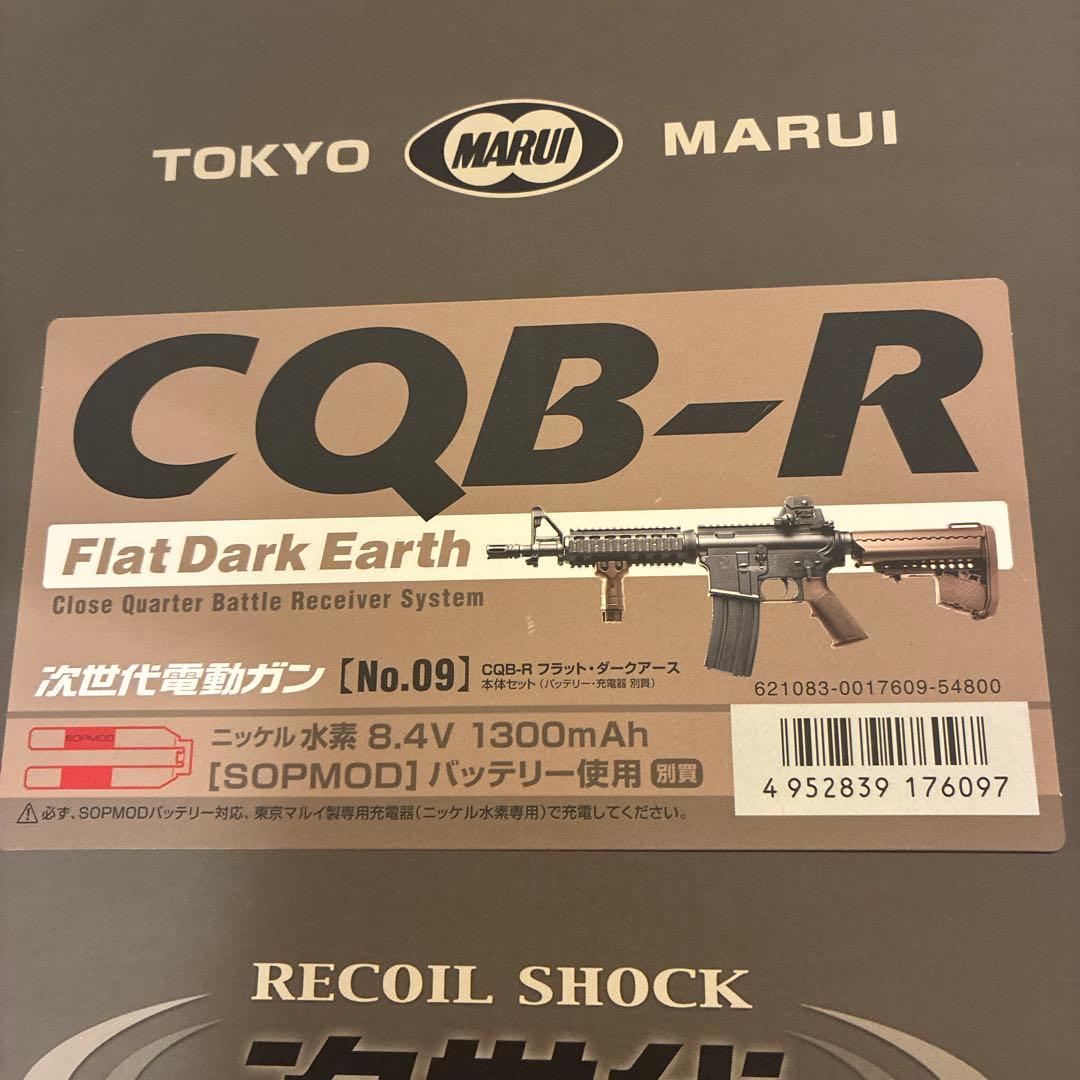 TOKYO MARUI MARUI
CQB-R
Flat Dark Earth
Close Quarter Battle Receiver System
次世代電動ガン【No.09】CQB-R フラット・ダークアース
本体セット(バッテリー・充電器 別買)
621083-0017609-54800
SOPMOD
ニッケル水素 8.4V 1300mAh
[SOPMOD]バッテリー使用 別買
4 952839 176097
必ず、SOPMODバッテリー対応、東京マルイ製専用充電器(ニッケル水素専用)で充電してください。
RECOIL SHOCK
次世代